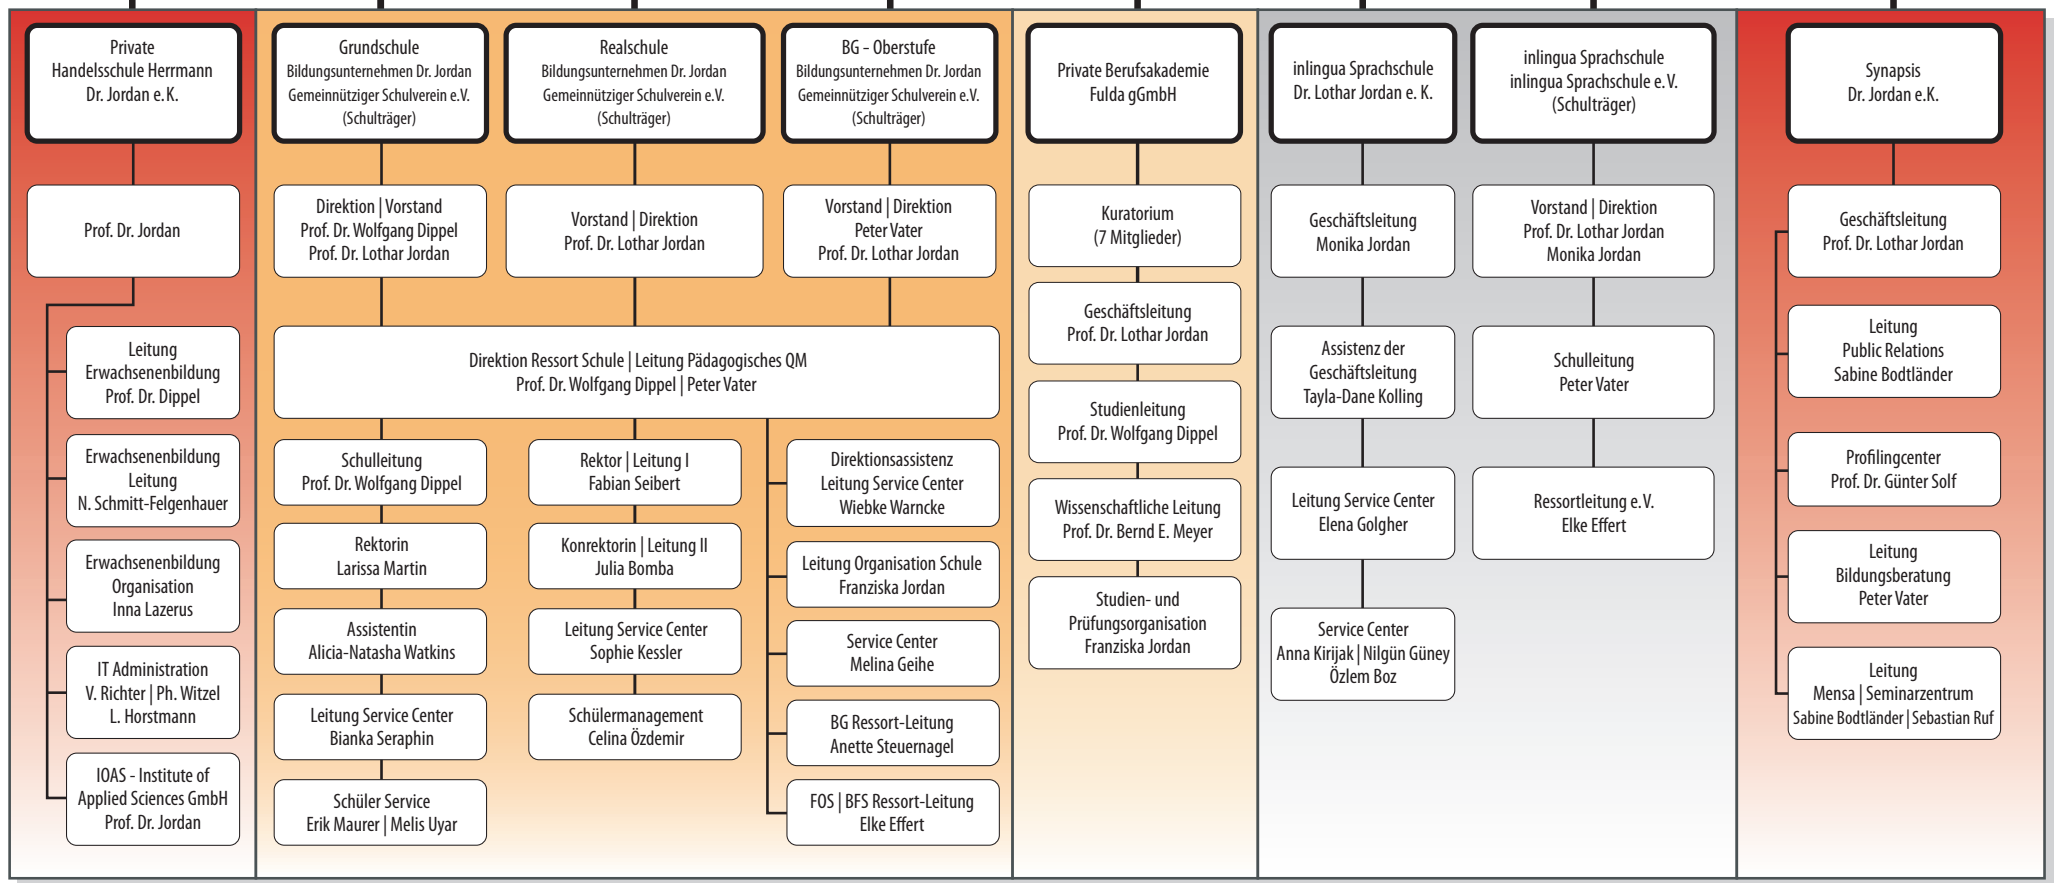 Private
Handelsschule Herrmann
Dr. Jordan e.K.
Prof. Dr. Jordan
Leitung
Erwachsenenbildung
Prof. Dr. Dippel
Erwachsenenbildung
Leitung
N. Schmitt-Felgenhauer
Erwachsenenbildung
Organisation
Inna Lazerus
IT Administration
V. Richter | Ph. Witzel
L. Horstmann
IOAS - Institute of
Applied Sciences GmbH
Prof. Dr. Jordan
Grundschule
Bildungsunternehmen Dr. Jordan
Gemeinnütziger Schulverein e.V.
(Schulträger)
Direktion | Vorstand
Prof. Dr. Wolfgang Dippel
Prof. Dr. Lothar Jordan
Realschule
Bildungsunternehmen Dr. Jordan
Gemeinnütziger Schulverein e.V.
(Schulträger)
Vorstand | Direktion
Prof. Dr. Lothar Jordan
BG – Oberstufe
Bildungsunternehmen Dr. Jordan
Gemeinnütziger Schulverein e.V.
(Schulträger)
Vorstand | Direktion
Peter Vater
Prof. Dr. Lothar Jordan
Direktion Ressort Schule | Leitung Pädagogisches QM
Prof. Dr. Wolfgang Dippel | Peter Vater
Schulleitung
Prof. Dr. Wolfgang Dippel
Rektorin
Larissa Martin
Assistentin
Alicia-Natasha Watkins
Leitung Service Center
Bianka Seraphin
Schüler Service
Erik Maurer | Melis Uyar
Rektor | Leitung I
Fabian Seibert
Konrektorin | Leitung II
Julia Bomba
Leitung Service Center
Sophie Kessler
Schülermanagement
Celina Özdemir
Direktionsassistenz
Leitung Service Center
Wiebke Warncke
Leitung Organisation Schule
Franziska Jordan
Service Center
Melina Geihe
BG Ressort-Leitung
Anette Steuernagel
FOS | BFS Ressort-Leitung
Elke Effert
Private Berufsakademie
Fulda gGmbH
Kuratorium
(7 Mitglieder)
Geschäftsleitung
Prof. Dr. Lothar Jordan
Studienleitung
Prof. Dr. Wolfgang Dippel
Wissenschaftliche Leitung
Prof. Dr. Bernd E. Meyer
Studien- und
Prüfungsorganisation
Franziska Jordan
inlingua Sprachschule
Dr. Lothar Jordan e. K.
Geschäftsleitung
Monika Jordan
Assistenz der
Geschäftsleitung
Tayla-Dane Kolling
Leitung Service Center
Elena Golgher
Service Center
Anna Kirijak | Nilgün Güney
Özlem Boz
inlingua Sprachschule
inlingua Sprachschule e. V.
(Schulträger)
Vorstand | Direktion
Prof. Dr. Lothar Jordan
Monika Jordan
Schulleitung
Peter Vater
Ressortleitung e. V.
Elke Effert
Synapsis
Dr. Jordan e.K.
Geschäftsleitung
Prof. Dr. Lothar Jordan
Leitung
Public Relations
Sabine Bodtländer
Profilingcenter
Prof. Dr. Günter Solf
Leitung
Bildungsberatung
Peter Vater
Leitung
Mensa | Seminarzentrum
Sabine Bodtländer | Sebastian Ruf